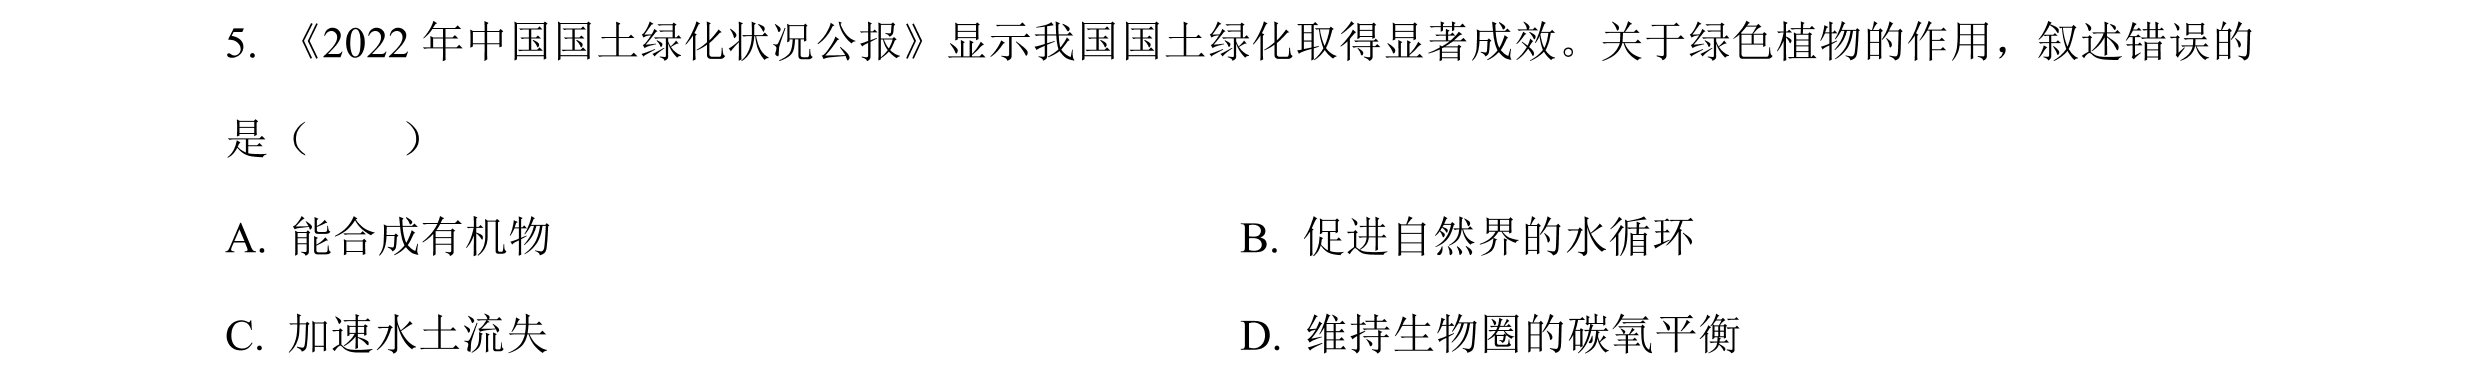 5. 《2022 年中国国土绿化状况公报》显示我国国土绿化取得显著成效。关于绿色植物的作用，叙述错误的
是（　　）
A. 能合成有机物　　B. 促进自然界的水循环
C. 加速水土流失　　D. 维持生物圈的碳氧平衡